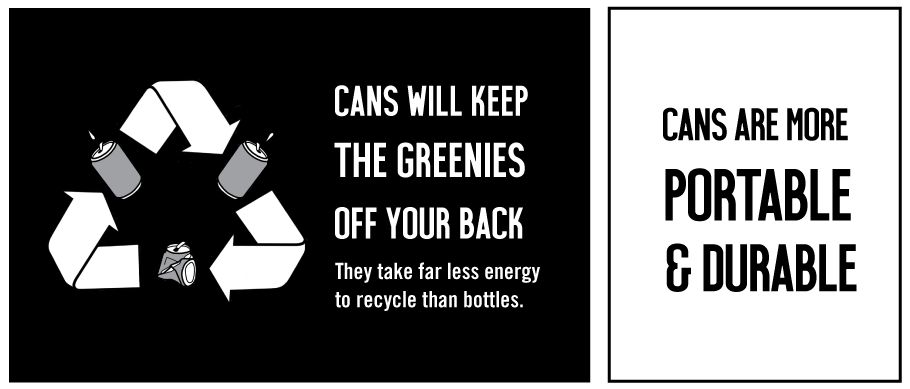 CANS WILL KEEP
THE GREENIES
OFF YOUR BACK
They take far less energy
to recycle than bottles.
CANS ARE MORE
PORTABLE
& DURABLE